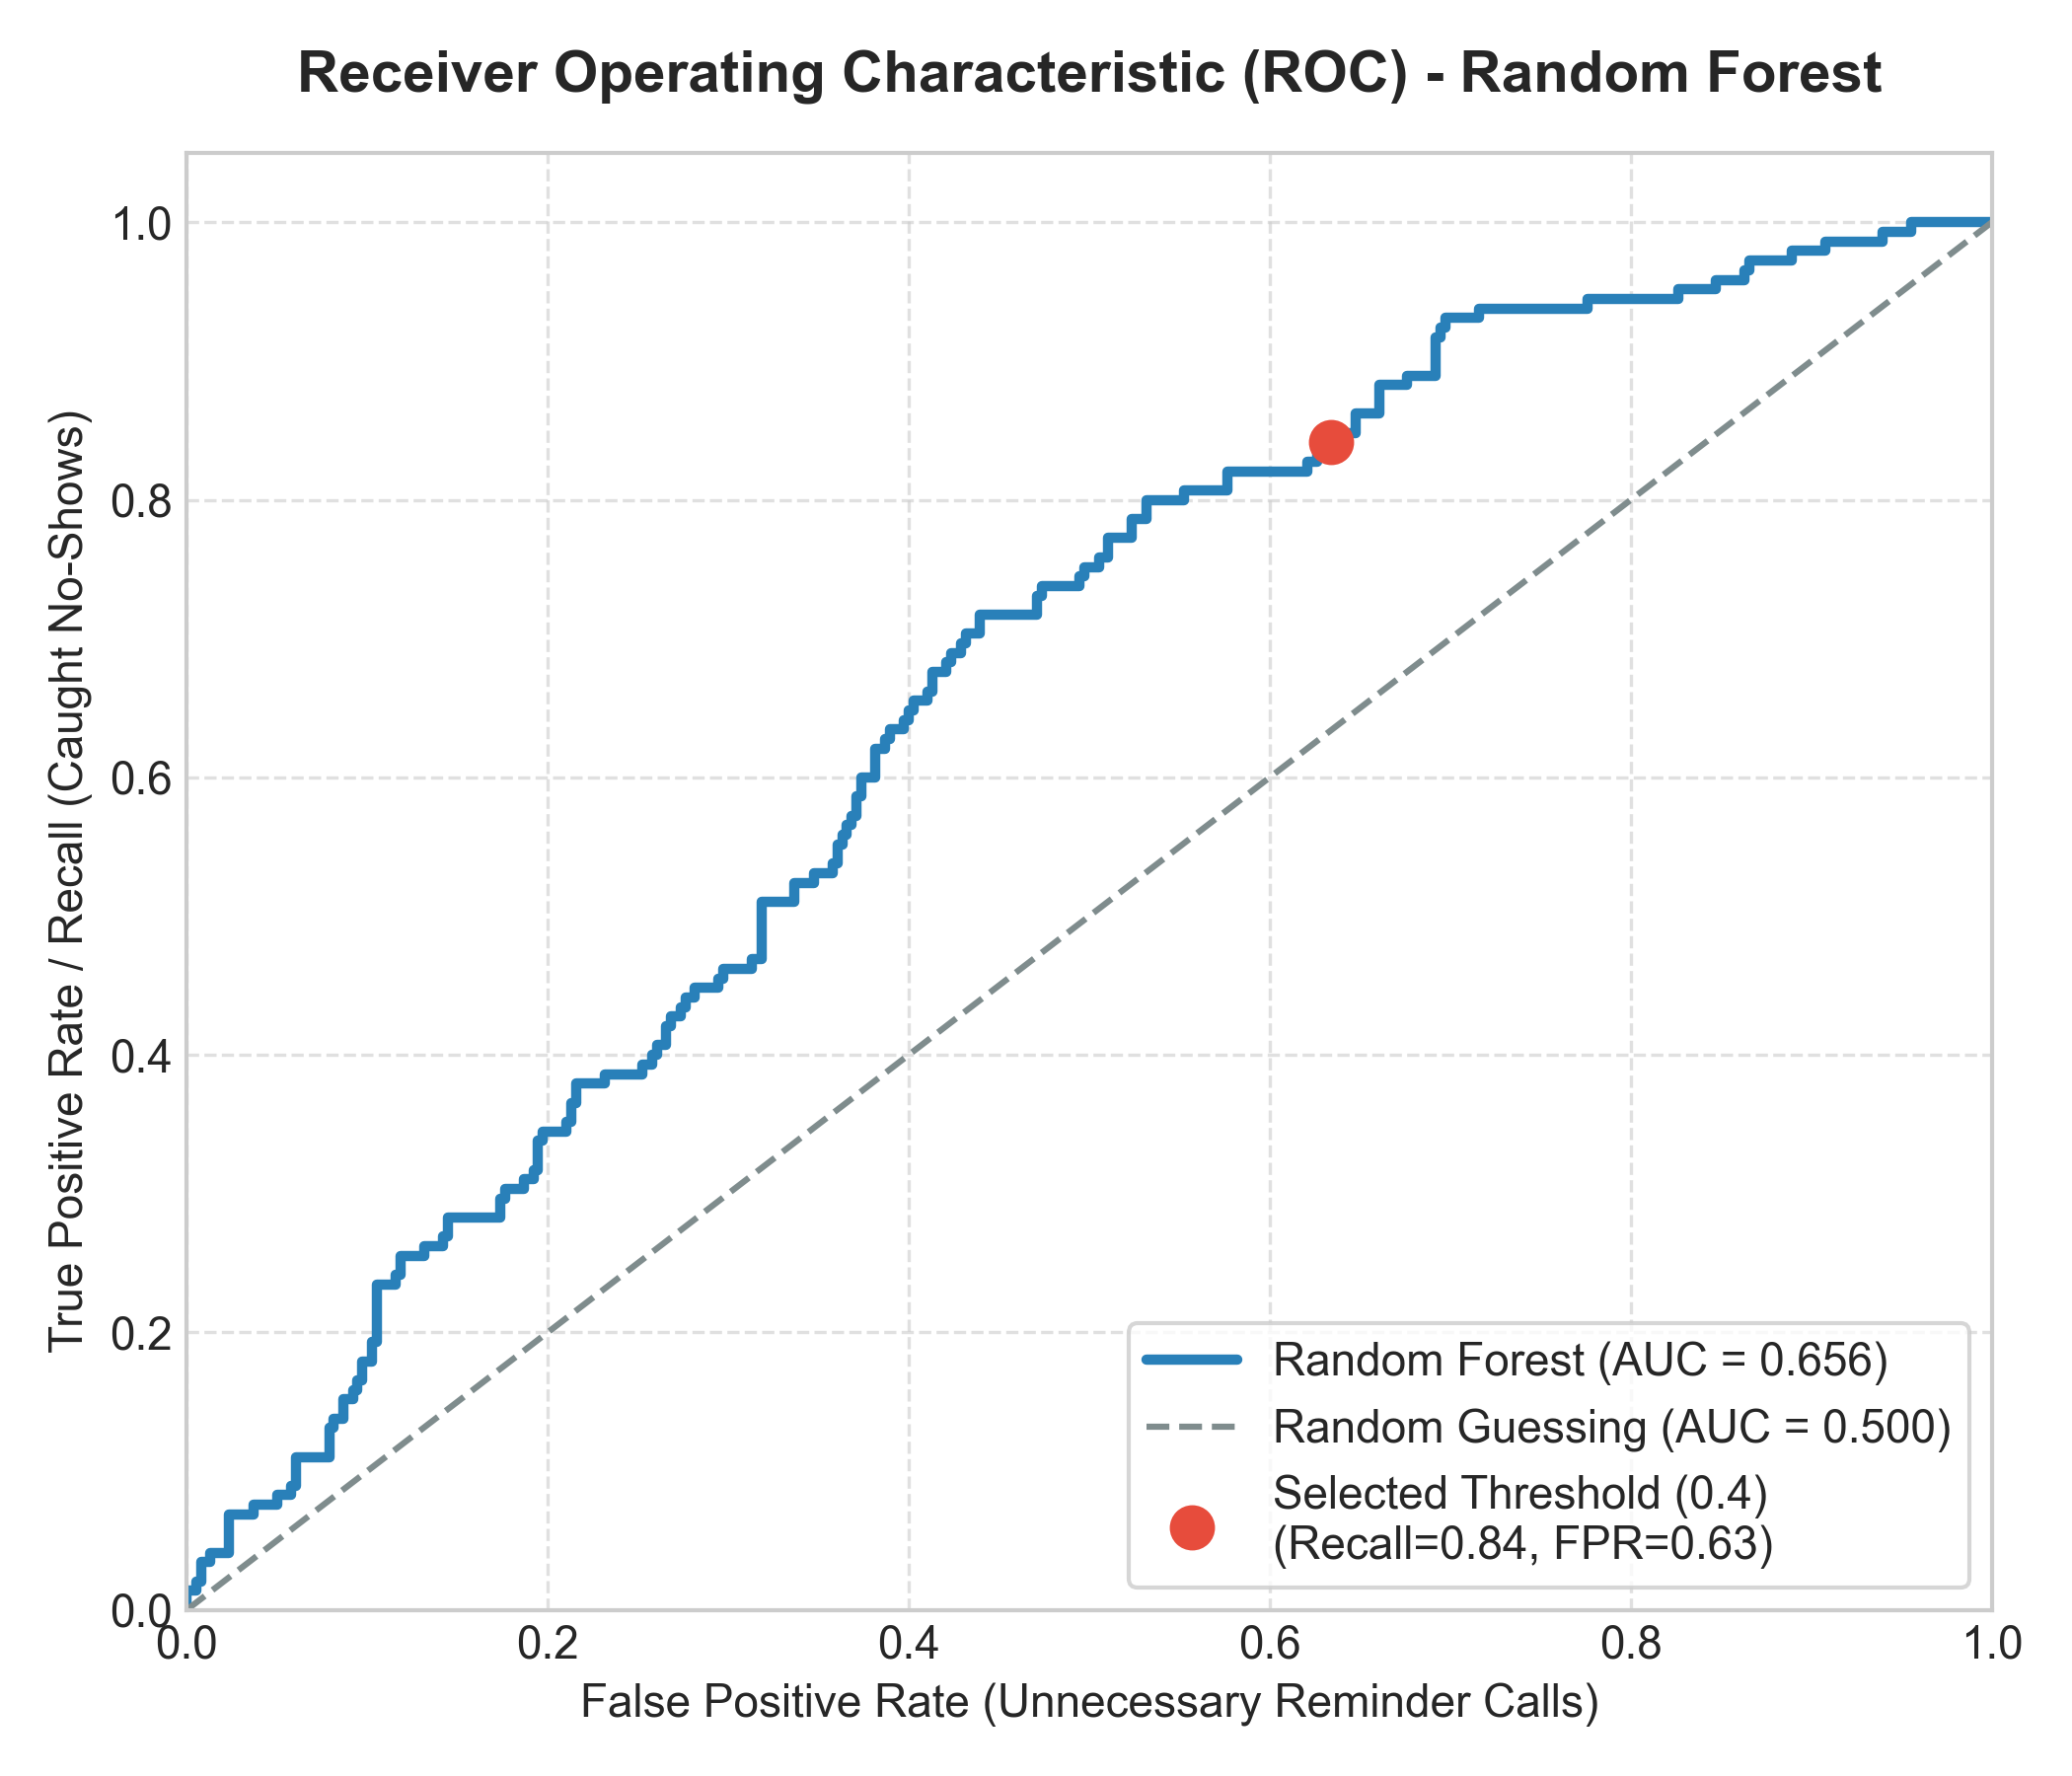 Receiver Operating Characteristic (ROC) - Random Forest
True Positive Rate / Recall (Caught No-Shows)
1.0
0.8
0.6
0.4
0.2
0.0
0.0
0.2
0.4
0.6
0.8
1.0
False Positive Rate (Unnecessary Reminder Calls)
Random Forest (AUC = 0.656)
Random Guessing (AUC = 0.500)
Selected Threshold (0.4)
(Recall=0.84, FPR=0.63)